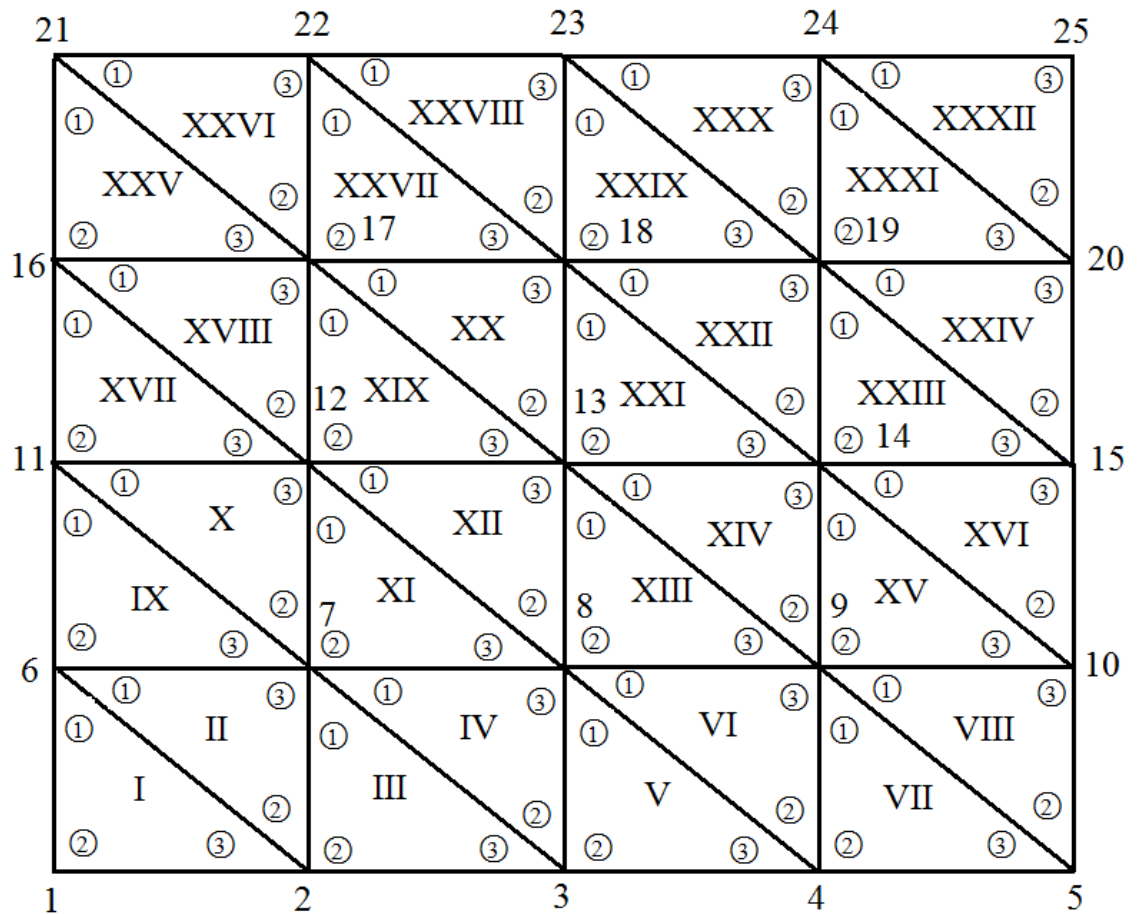 21 22 23 24 25
① ③ ① ③ ① ③ ① ③
① XXVI ① XXVIII ① XXX ① XXXII
XXV ② XXVII ② XXIX ② XXXI ②
② ③ ② 17 ③ ② 18 ③ ② 19 ③
16 20
① ③ ① ③ ① ③ ① ③
① XVIII ① XX ① XXII ① XXIV
XVII ② 12 XIX ② 13 XXI ② XXIII ②
② ③ ② ③ ② ③ ② 14 ③
11 15
① ③ ① ③ ① ③ ① ③
① X ① XII ① XIV ① XVI
IX ② 7 XI ② 8 XIII ② 9 XV ②
② ③ ② ③ ② ③ ② ③
6 10
① ③ ① ③ ① ③ ① ③
① II ① IV ① VI ① VIII
I ② III ② V ② VII ②
② ③ ② ③ ② ③ ② ③
1 2 3 4 5